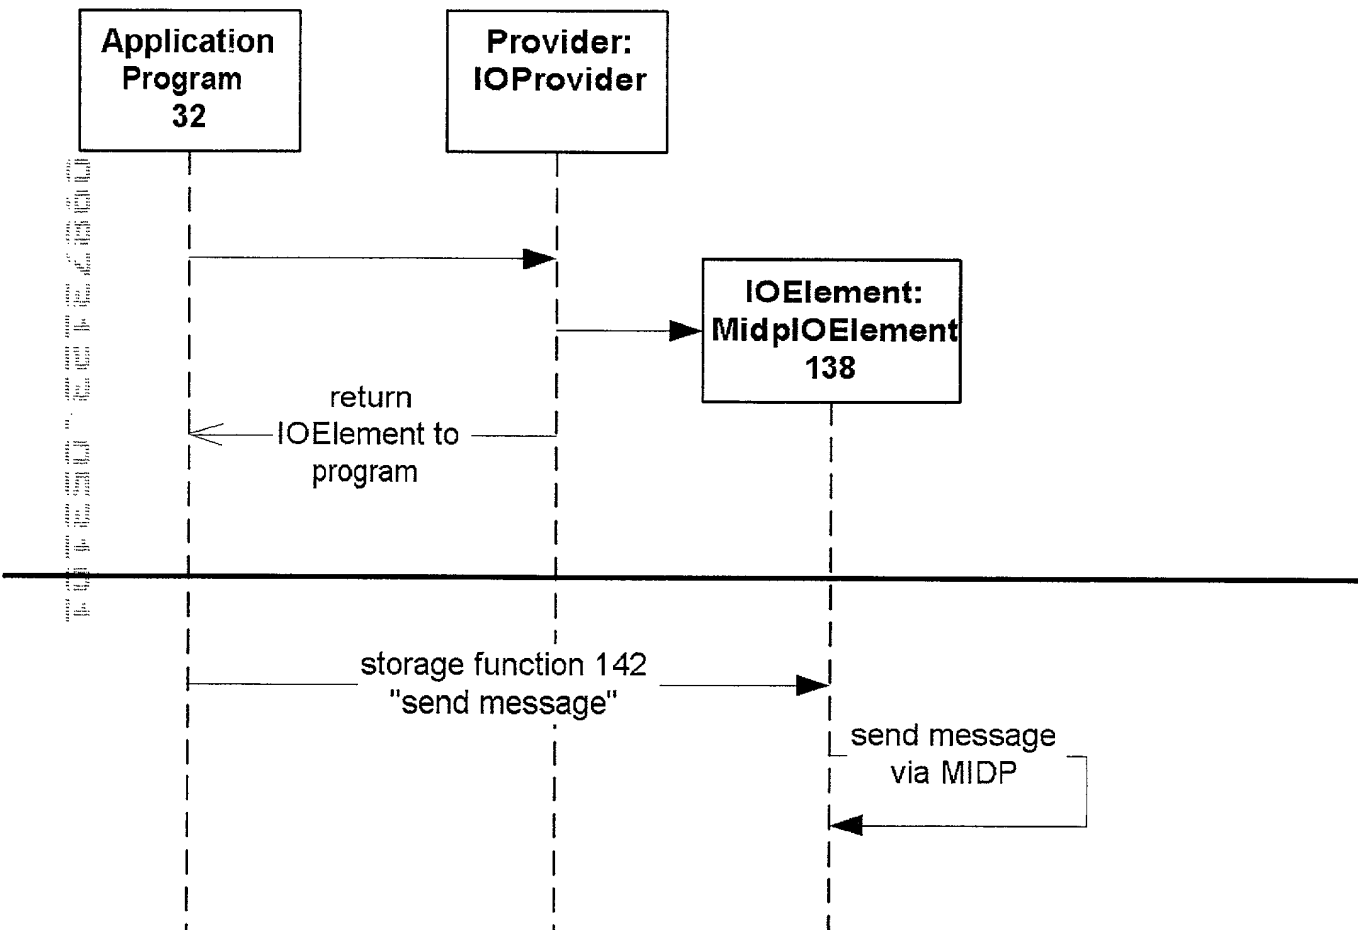 Application
Program
32
Provider:
IOProvider
IOElement:
MidpIOElement
138
return
IOElement to
program
storage function 142
"send message"
send message
via MIDP